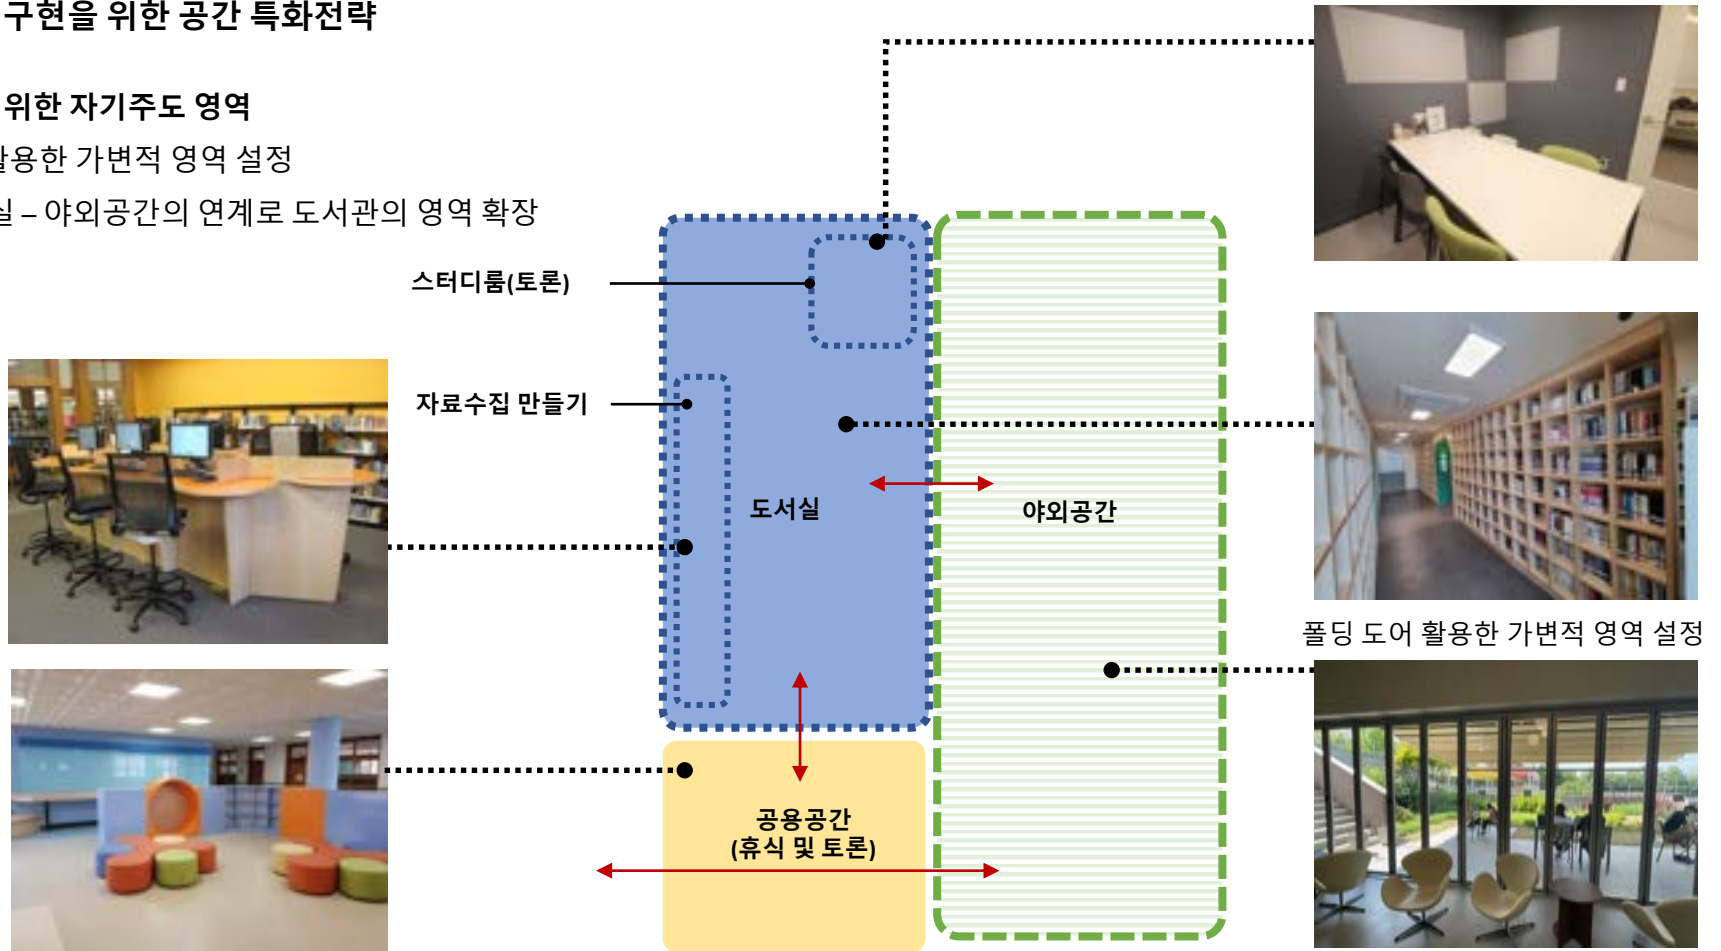 구현을 위한 공간 특화전략
위한 자기주도 영역
활용한 가변적 영역 설정
실 – 야외공간의 연계로 도서관의 영역 확장
스터디룸(토론)
자료수집 만들기
도서실
야외공간
폴딩 도어 활용한 가변적 영역 설정
공용공간
(휴식 및 토론)